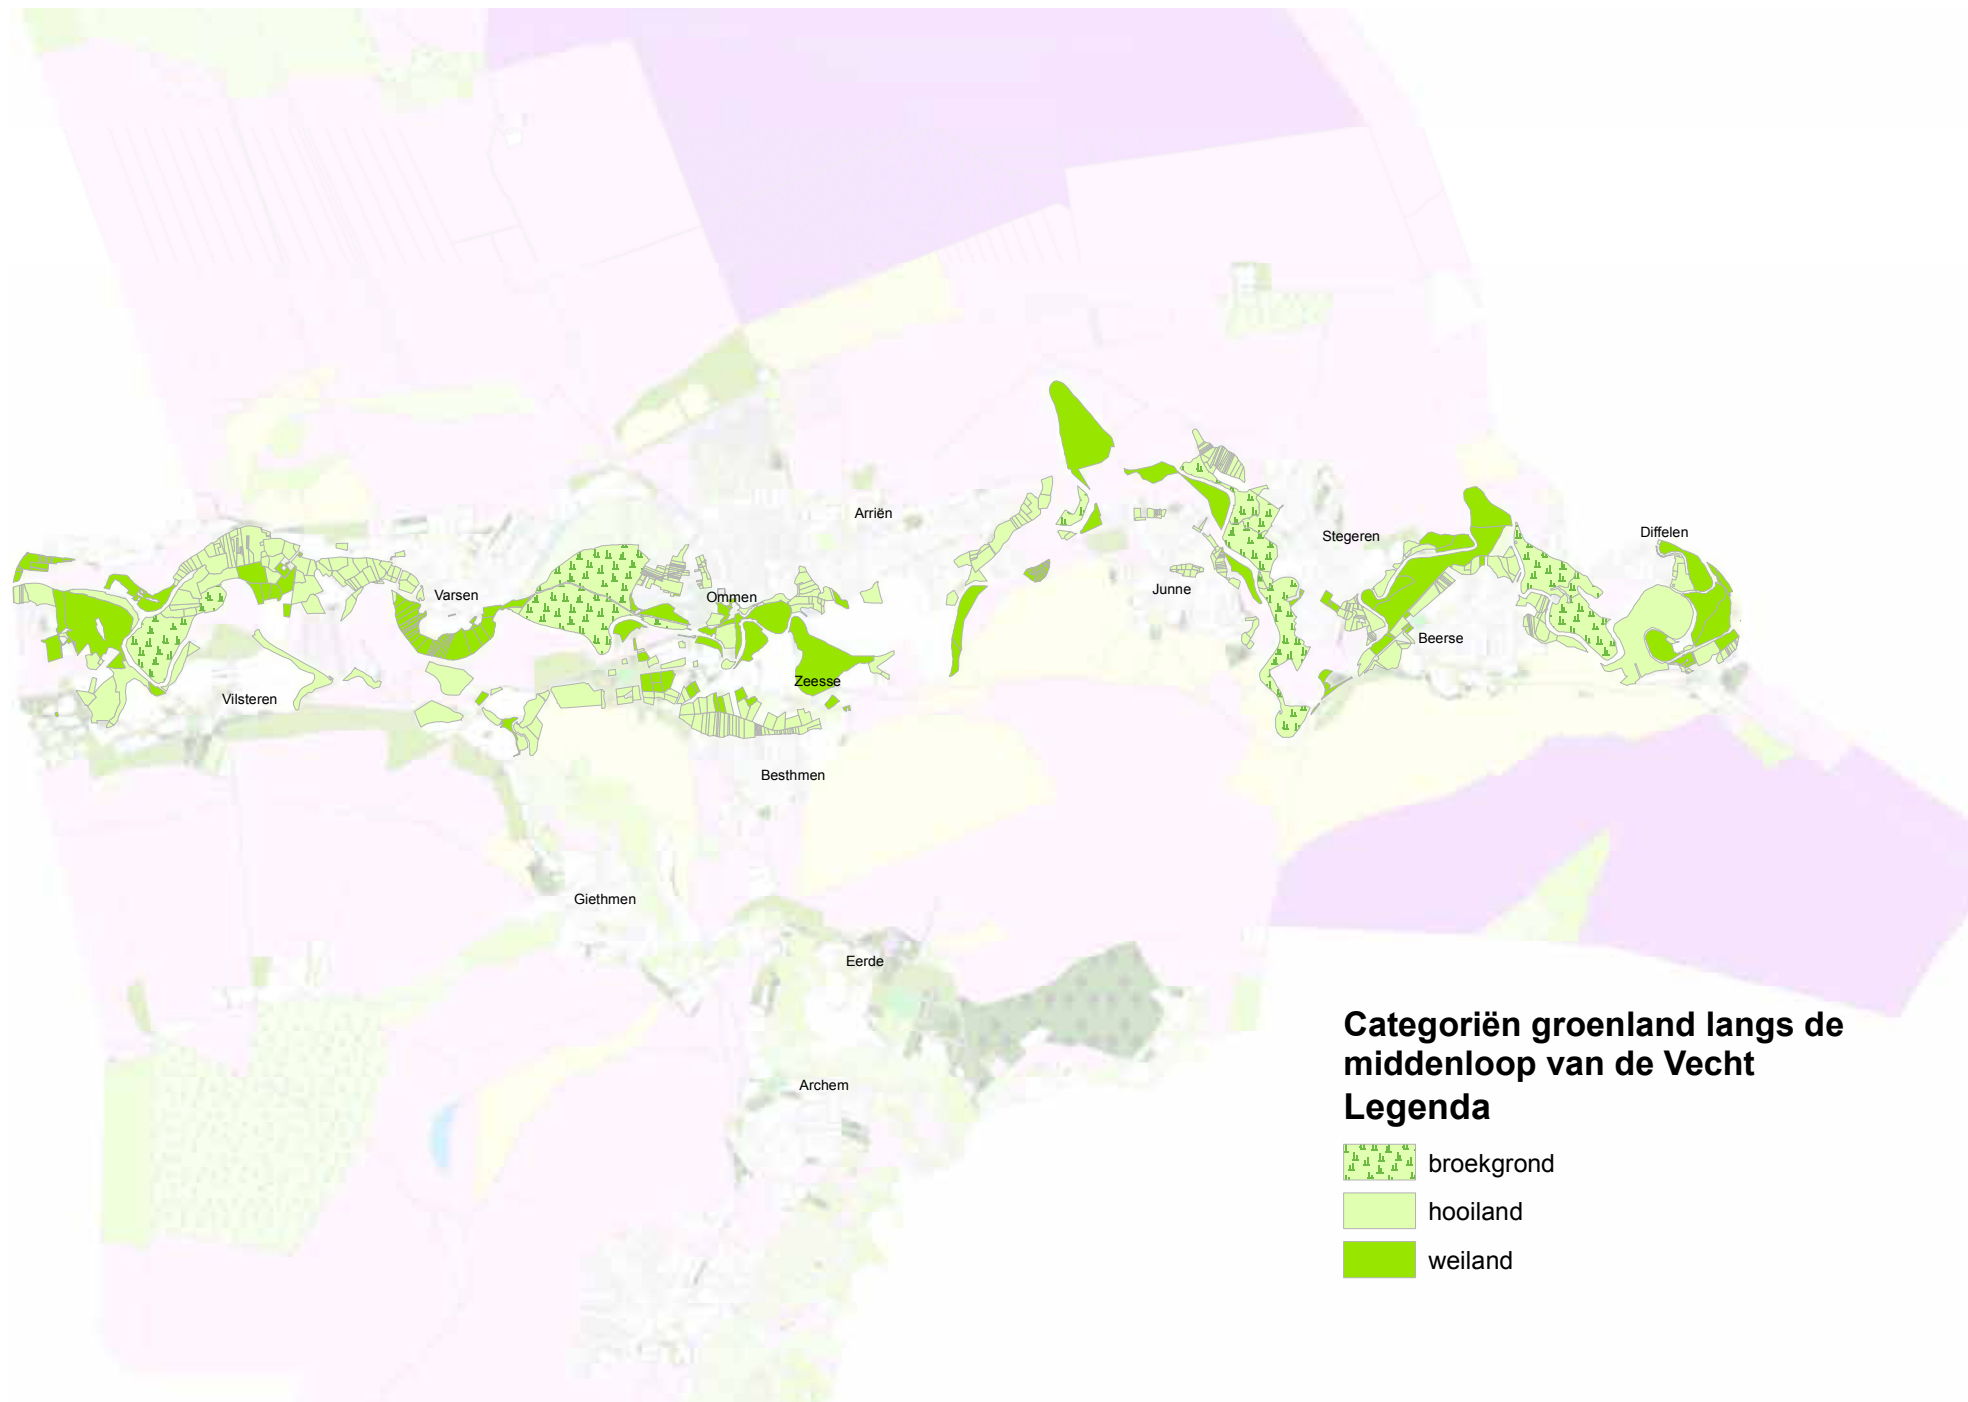 Arriën
Stegeren
Diffelen
Junne
Varsen
Ommen
Beerse
Zeesse
Vilsteren
Besthmen
Giethmen
Eerde
Archem
Categoriën groenland langs de
middenloop van de Vecht
Legenda
broekgrond
hooiland
weiland